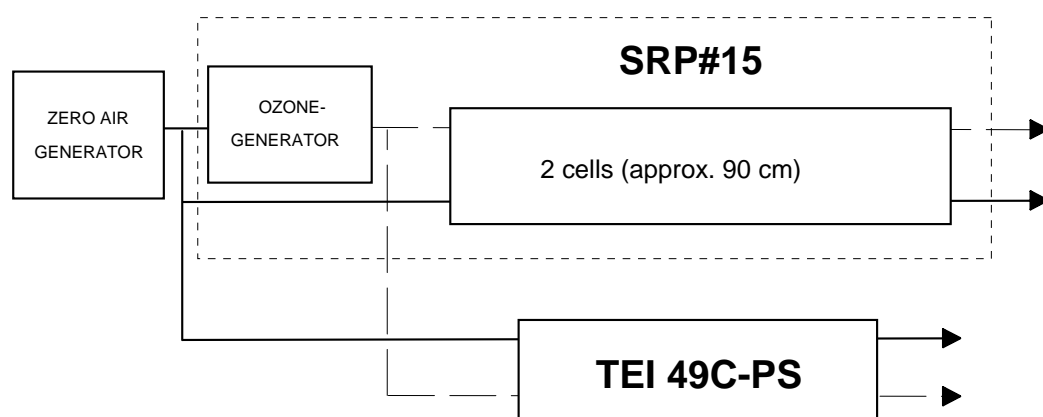 SRP#15
ZERO AIR
GENERATOR
OZONE-
GENERATOR
2 cells (approx. 90 cm)
TEI 49C-PS